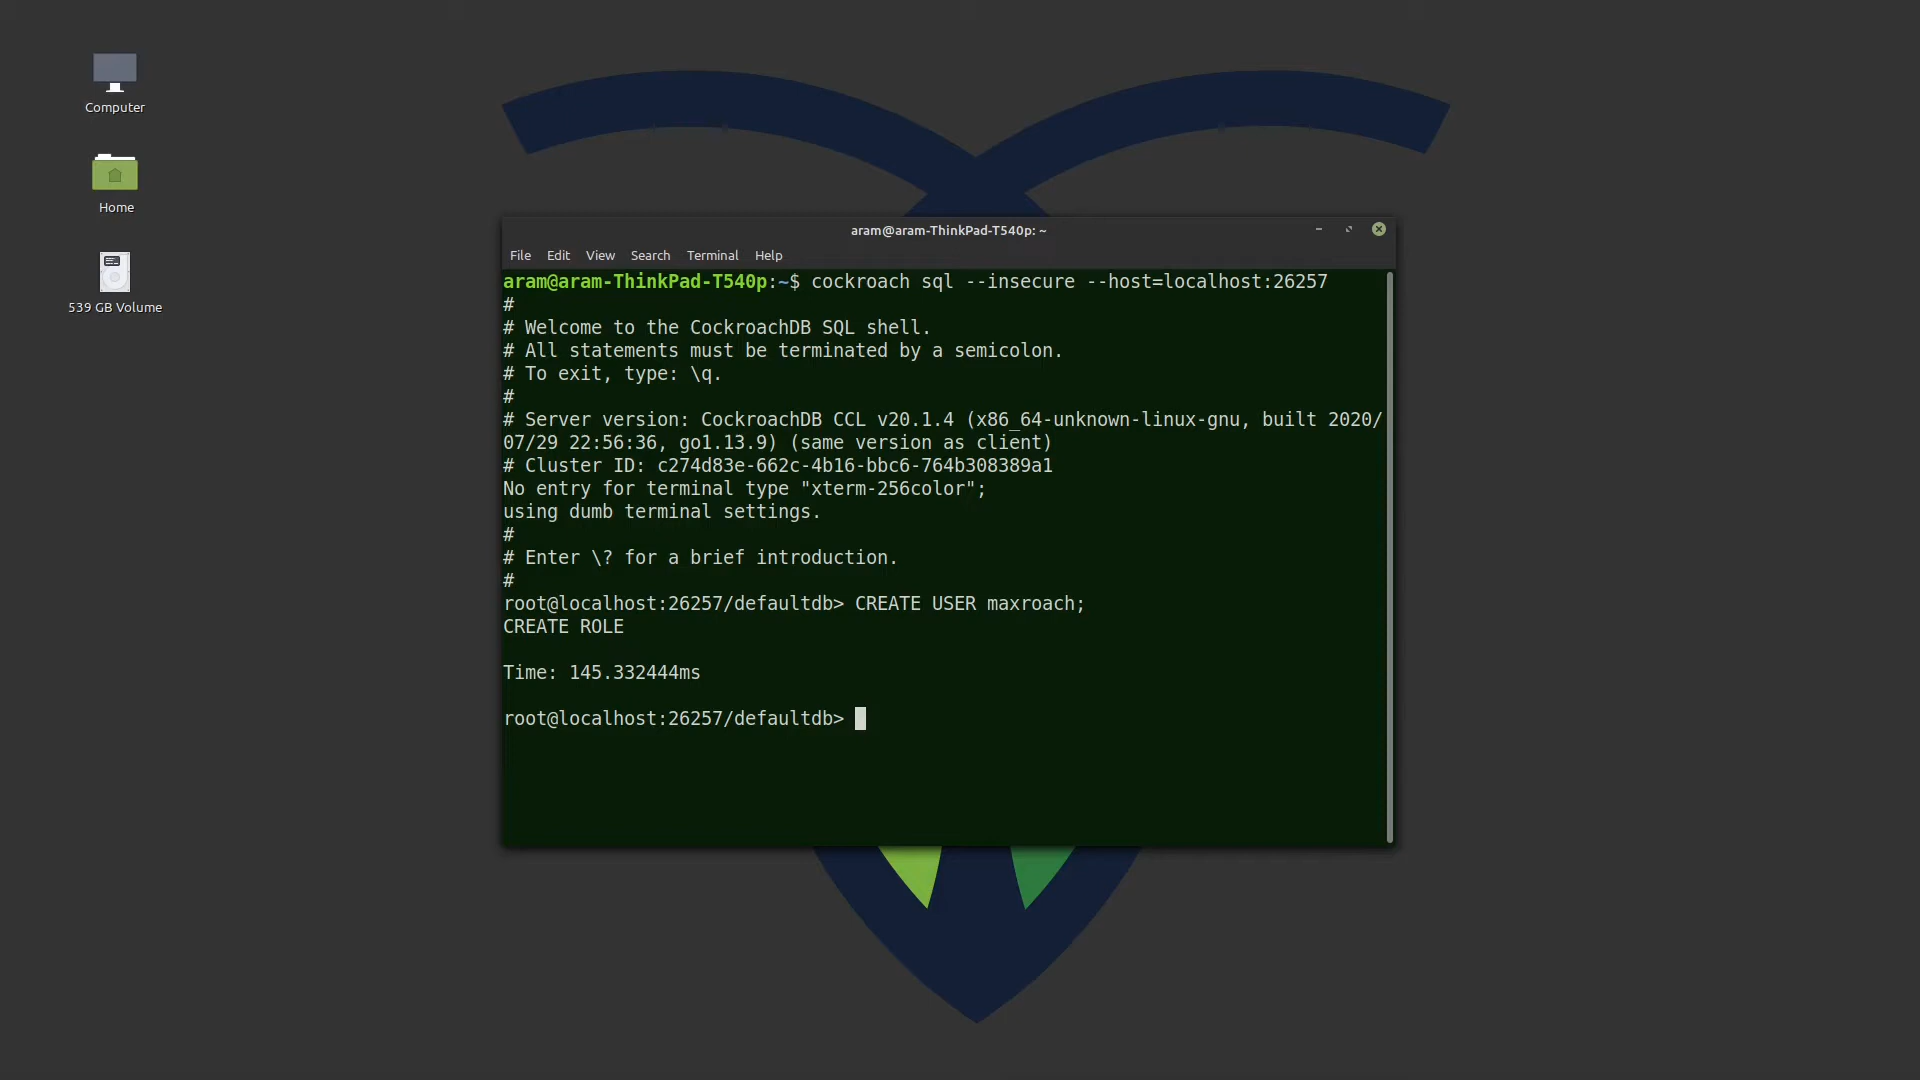 Computer
Home
539 GB Volume
aram@aram-ThinkPad-T540p: ~
File Edit View Search Terminal Help
aram@aram-ThinkPad-T540p:~$ cockroach sql --insecure --host=localhost:26257
#
# Welcome to the CockroachDB SQL shell.
# All statements must be terminated by a semicolon.
# To exit, type: \q.
#
# Server version: CockroachDB CCL v20.1.4 (x86_64-unknown-linux-gnu, built 2020/
07/29 22:56:36, go1.13.9) (same version as client)
# Cluster ID: c274d83e-662c-4b16-bbc6-764b308389a1
No entry for terminal type "xterm-256color";
using dumb terminal settings.
#
# Enter \? for a brief introduction.
#
root@localhost:26257/defaultdb> CREATE USER maxroach;
CREATE ROLE
Time: 145.332444ms
root@localhost:26257/defaultdb>